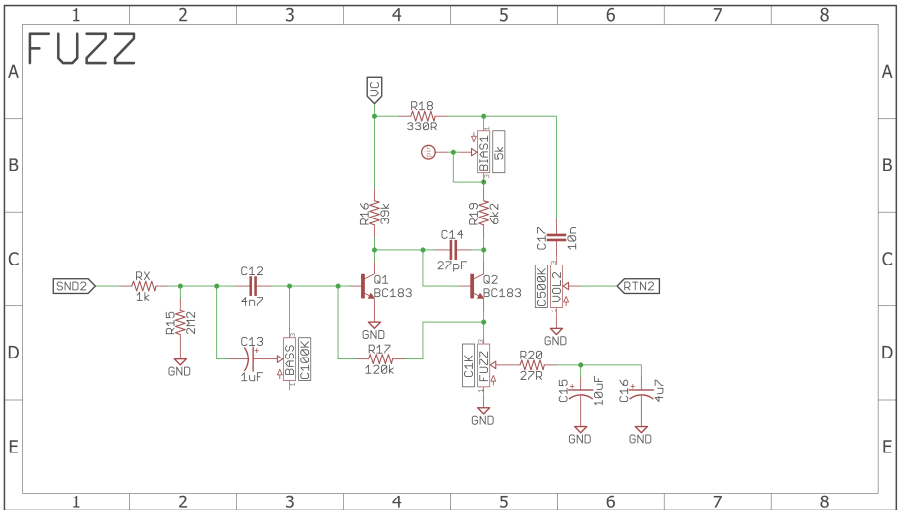 1 2 3 4 5 6 7 8
FUZZ
A A
VC
R18
330R
BIAS1
5k
B B
R16
39k
R19
6k2
C14
27pF
C17
10n
C C
SND2
RX
1k
C12
4n7
Q1
BC183
Q2
BC183
C500K
VOL2
RTN2
R15
2M2
GND
GND
GND
C13
1uF
BASS
C100K
R17
120k
D D
C1K
FUZZ
R20
27R
C15
10uF
C16
4u7
GND
GND
GND
E E
1 2 3 4 5 6 7 8